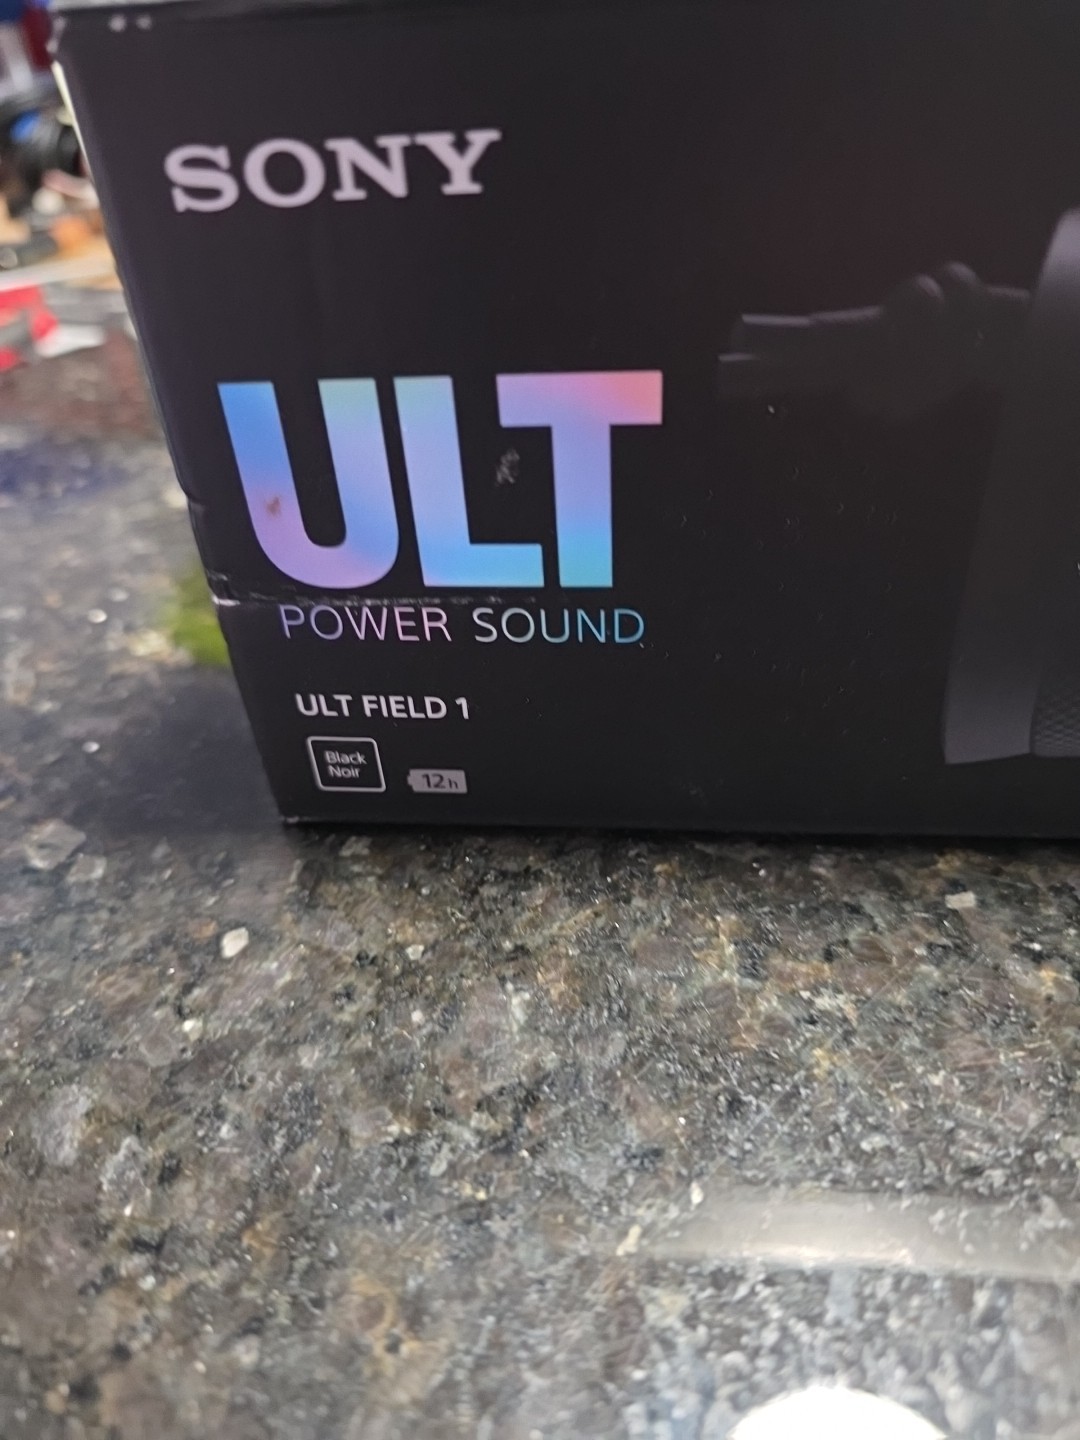 SONY
ULT
POWER SOUND
ULT FIELD 1
Black
Noir
12h